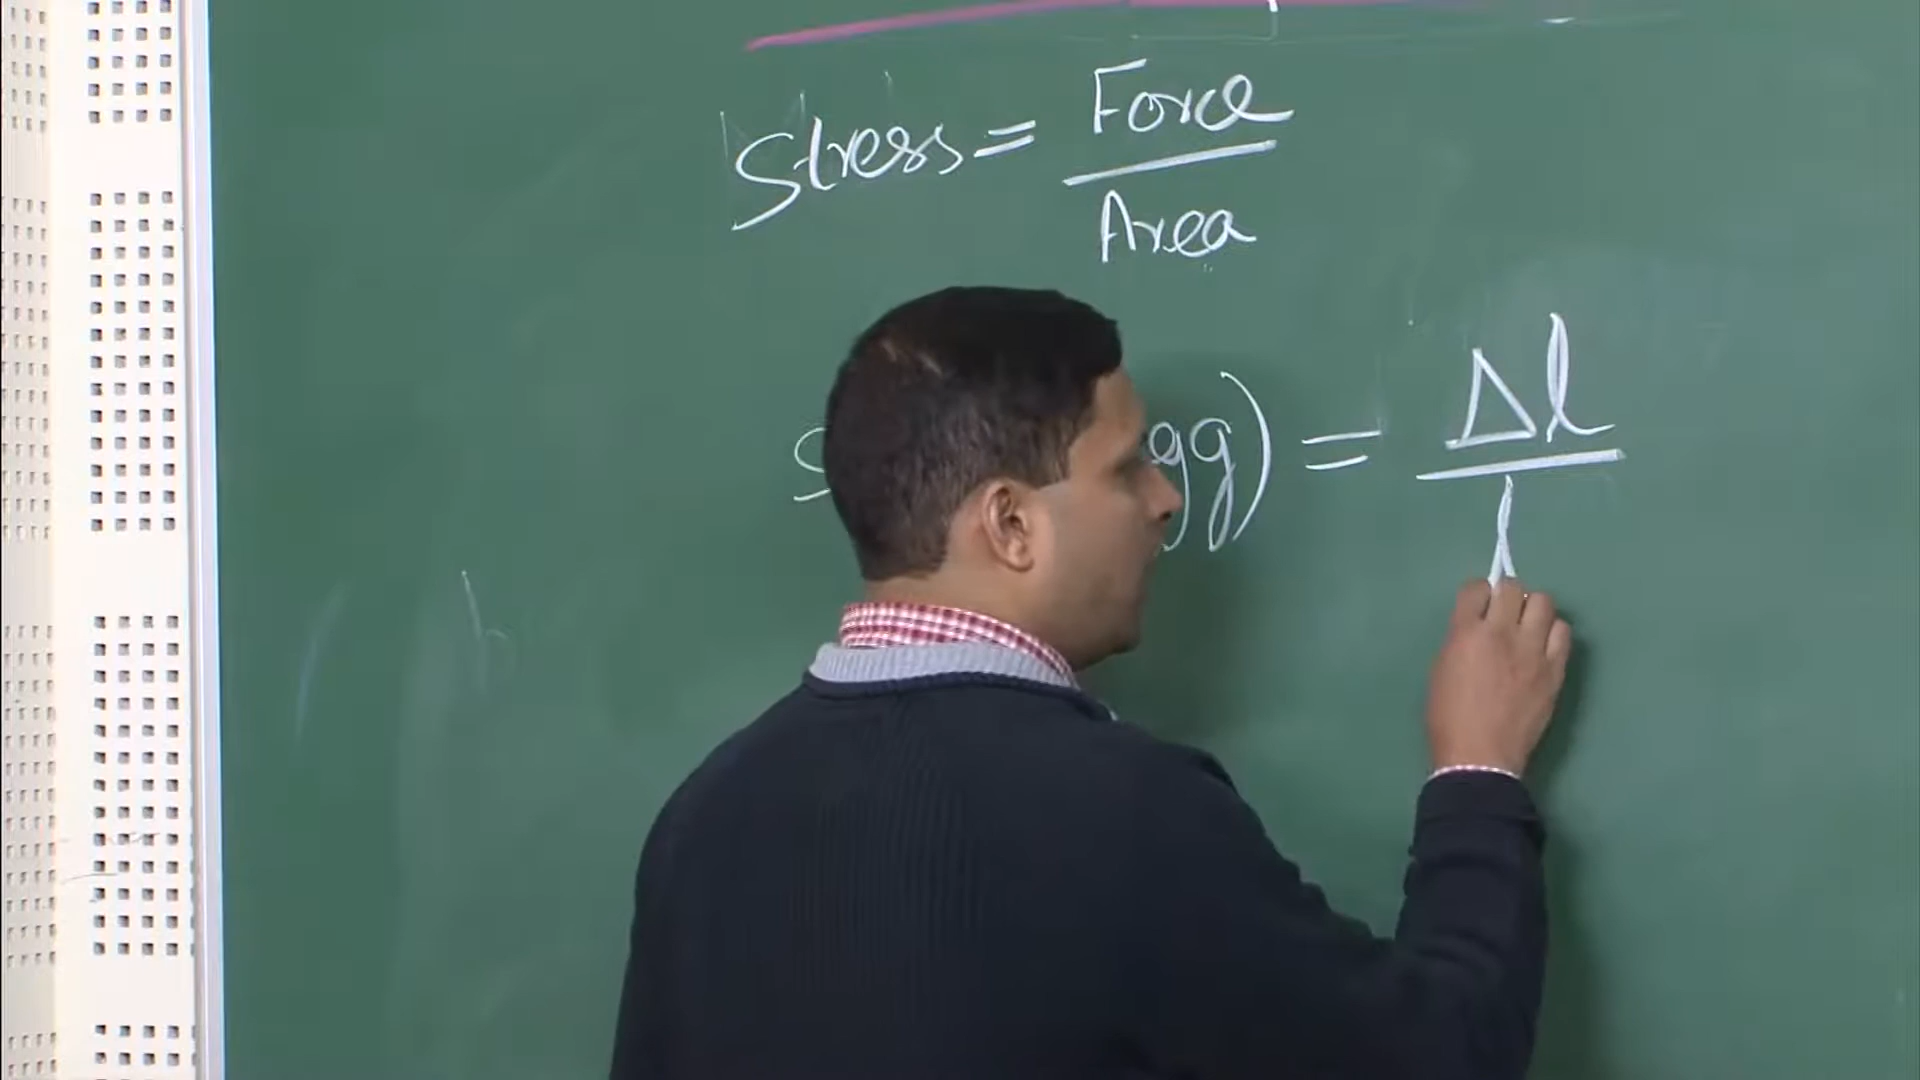 Stress = Force / Area
gg) = Δl / l